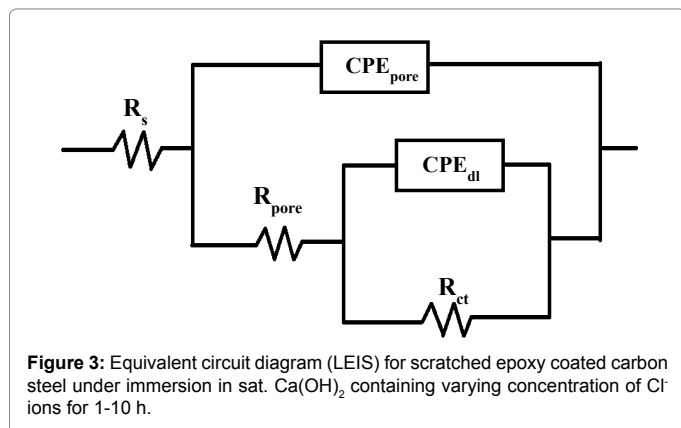 CPEpore
Rs
CPEdl
Rpore
Rct
Figure 3: Equivalent circuit diagram (LEIS) for scratched epoxy coated carbon
steel under immersion in sat. Ca(OH)2 containing varying concentration of Cl-
ions for 1-10 h.